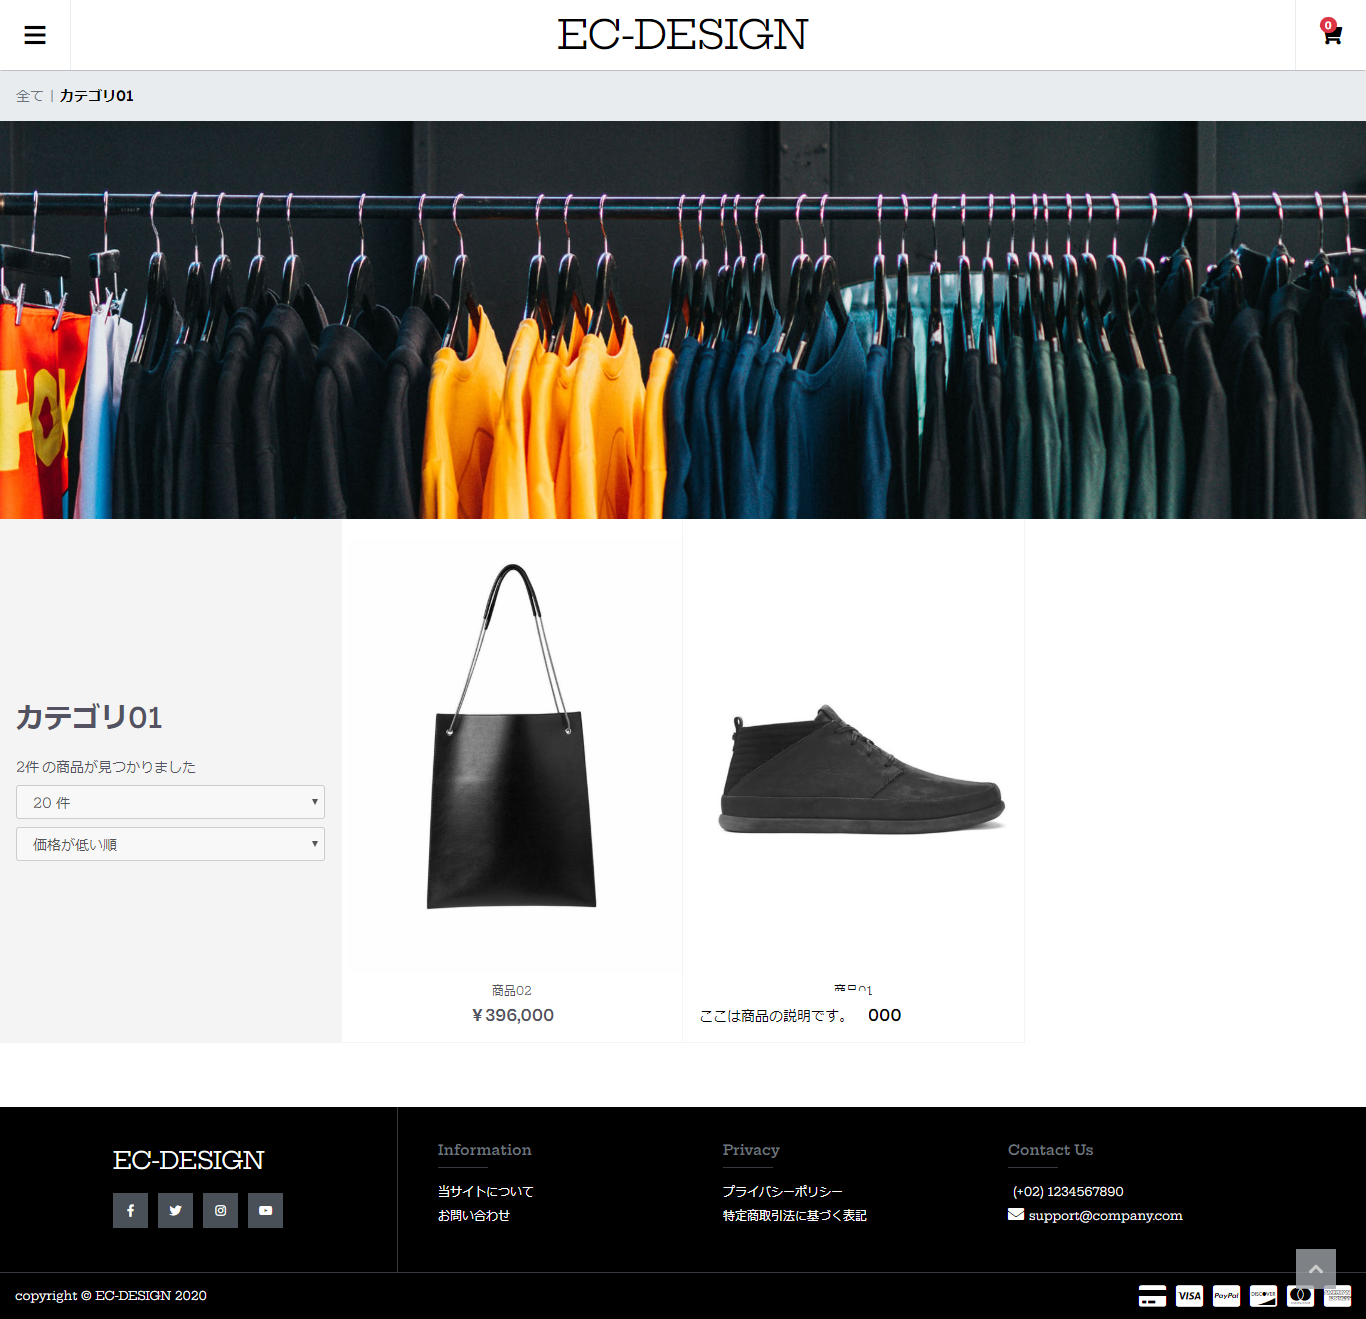 EC-DESIGN
0
全て | カテゴリ01
カテゴリ01
2件 の商品が見つかりました
20 件
価格が低い順
商品02
¥396,000
ここは商品の説明です。 000
EC-DESIGN
Information
当サイトについて
お問い合わせ
Privacy
プライバシーポリシー
特定商取引法に基づく表記
Contact Us
(+02) 1234567890
support@company.com
copyright © EC-DESIGN 2020
VISA
PayPal
DISCOVER